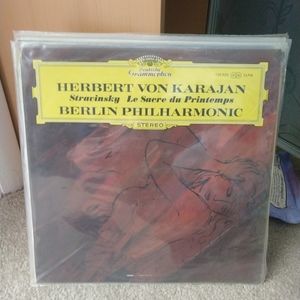 Deutsche
Grammophon
HERBERT VON KARAJAN
Stravinsky Le Sacre du Printemps
BERLIN PHILHARMONIC
STEREO